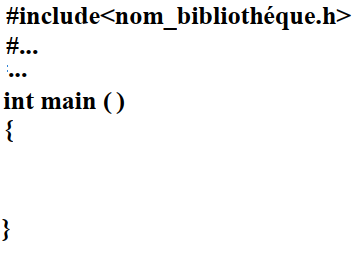 #include<nom_bibliothéque.h>
#...
:...
int main ()
{
}